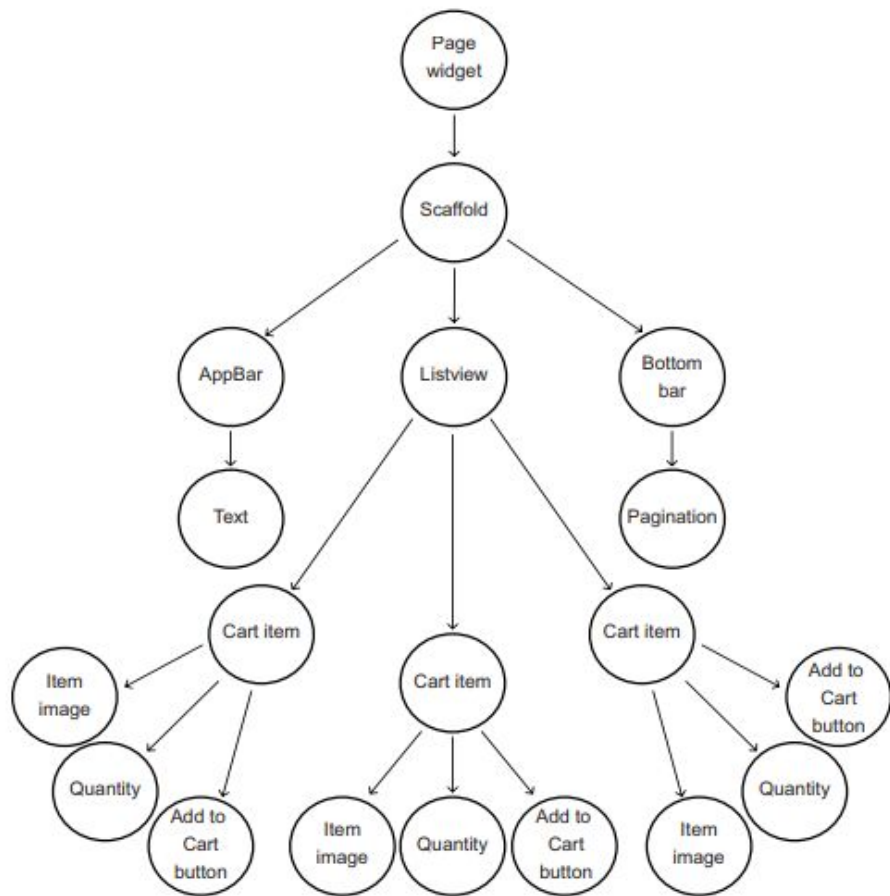 Page
widget
Scaffold
AppBar
Listview
Bottom
bar
Text
Pagination
Cart item
Cart item
Cart item
Item
image
Quantity
Add to
Cart
button
Item
image
Quantity
Add to
Cart
button
Item
image
Quantity
Add to
Cart
button